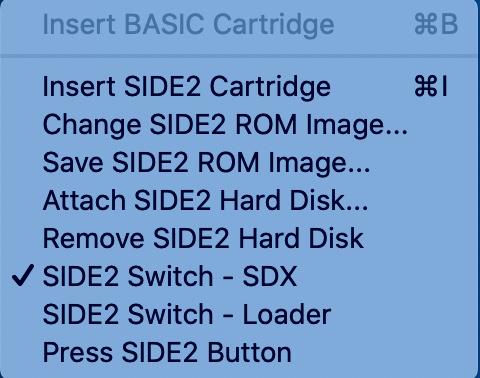 Insert BASIC Cartridge ⌘B
Insert SIDE2 Cartridge ⌘I
Change SIDE2 ROM Image...
Save SIDE2 ROM Image...
Attach SIDE2 Hard Disk...
Remove SIDE2 Hard Disk
✓ SIDE2 Switch - SDX
SIDE2 Switch - Loader
Press SIDE2 Button